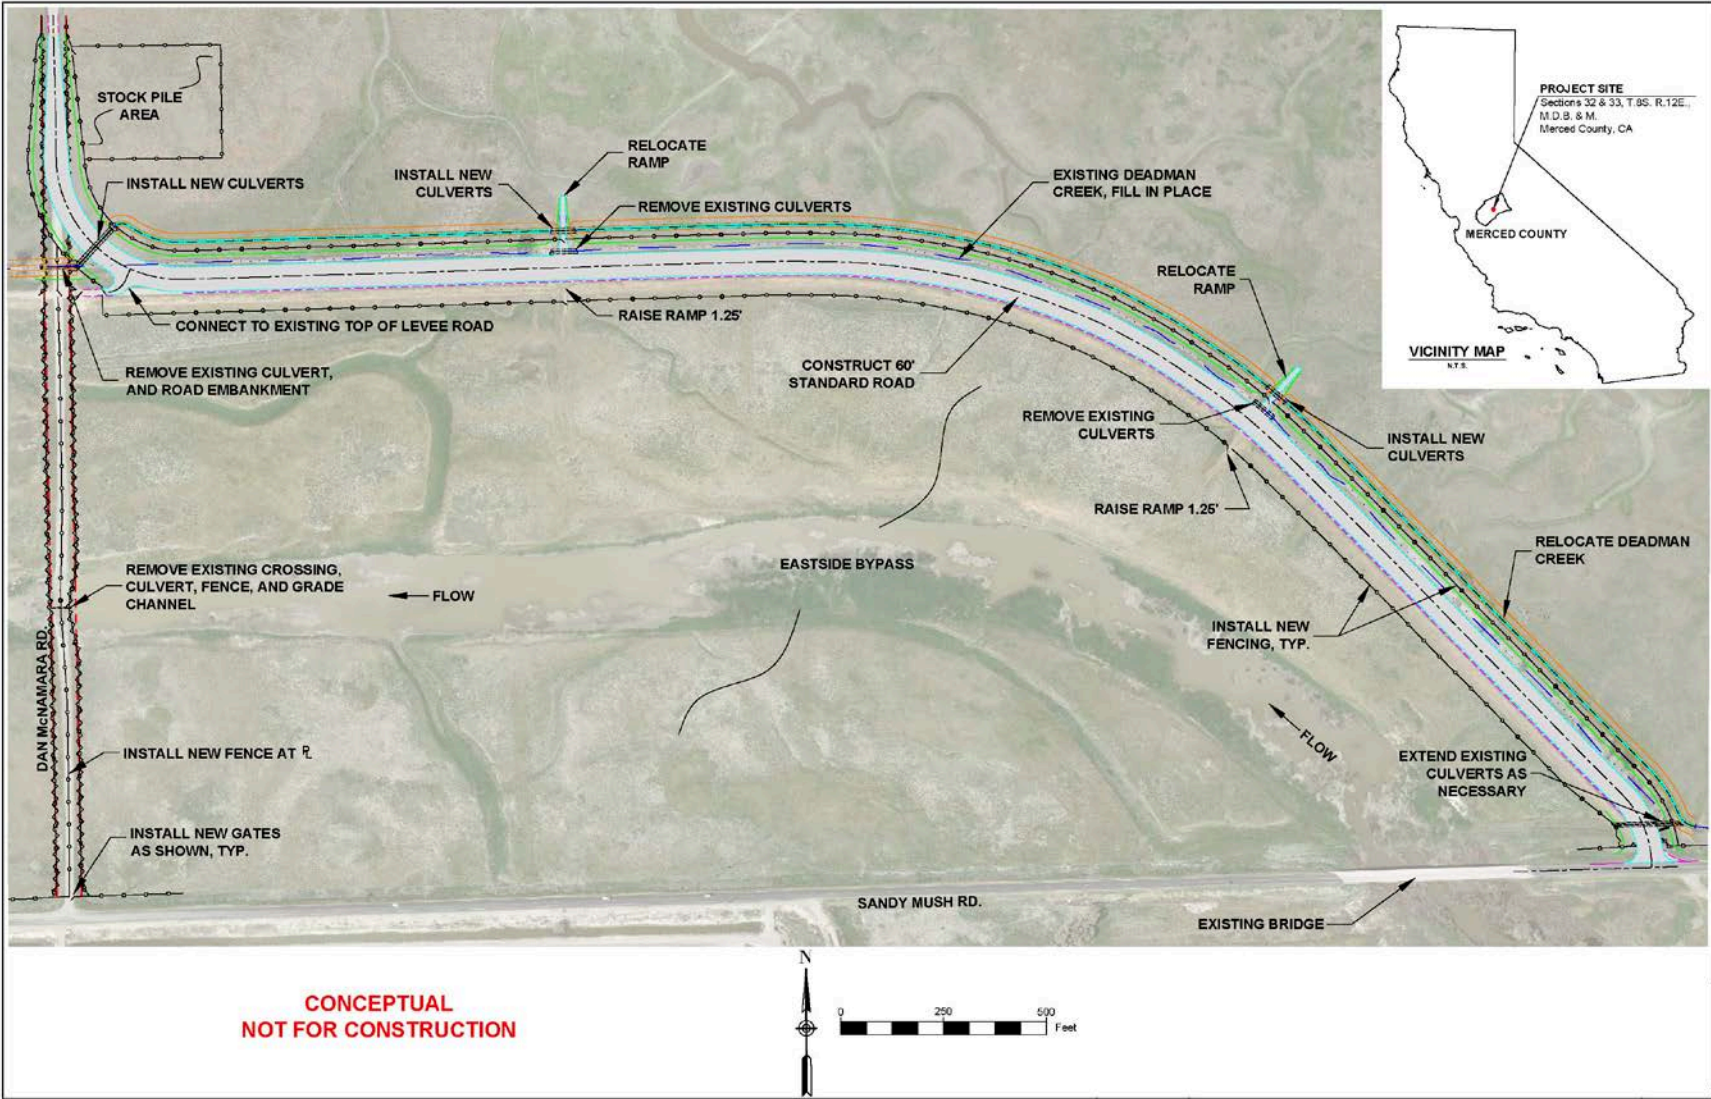 STOCK PILE
AREA
INSTALL NEW CULVERTS
INSTALL NEW
CULVERTS
RELOCATE
RAMP
REMOVE EXISTING CULVERTS
EXISTING DEADMAN
CREEK, FILL IN PLACE
RELOCATE
RAMP
PROJECT SITE
Sections 32 & 33, T.8S. R.12E.,
M.D.B. & M.
Merced County, CA
MERCED COUNTY
VICINITY MAP
N.T.S.
CONNECT TO EXISTING TOP OF LEVEE ROAD
RAISE RAMP 1.25'
REMOVE EXISTING CULVERT,
AND ROAD EMBANKMENT
CONSTRUCT 60'
STANDARD ROAD
REMOVE EXISTING
CULVERTS
INSTALL NEW
CULVERTS
RAISE RAMP 1.25'
RELOCATE DEADMAN
CREEK
EASTSIDE BYPASS
REMOVE EXISTING CROSSING,
CULVERT, FENCE, AND GRADE
CHANNEL
FLOW
INSTALL NEW
FENCING, TYP.
DAN McNAMARA RD.
INSTALL NEW FENCE AT ℞L
FLOW
EXTEND EXISTING
CULVERTS AS
NECESSARY
INSTALL NEW GATES
AS SHOWN, TYP.
SANDY MUSH RD.
EXISTING BRIDGE
CONCEPTUAL
NOT FOR CONSTRUCTION
N
0 250 500
Feet